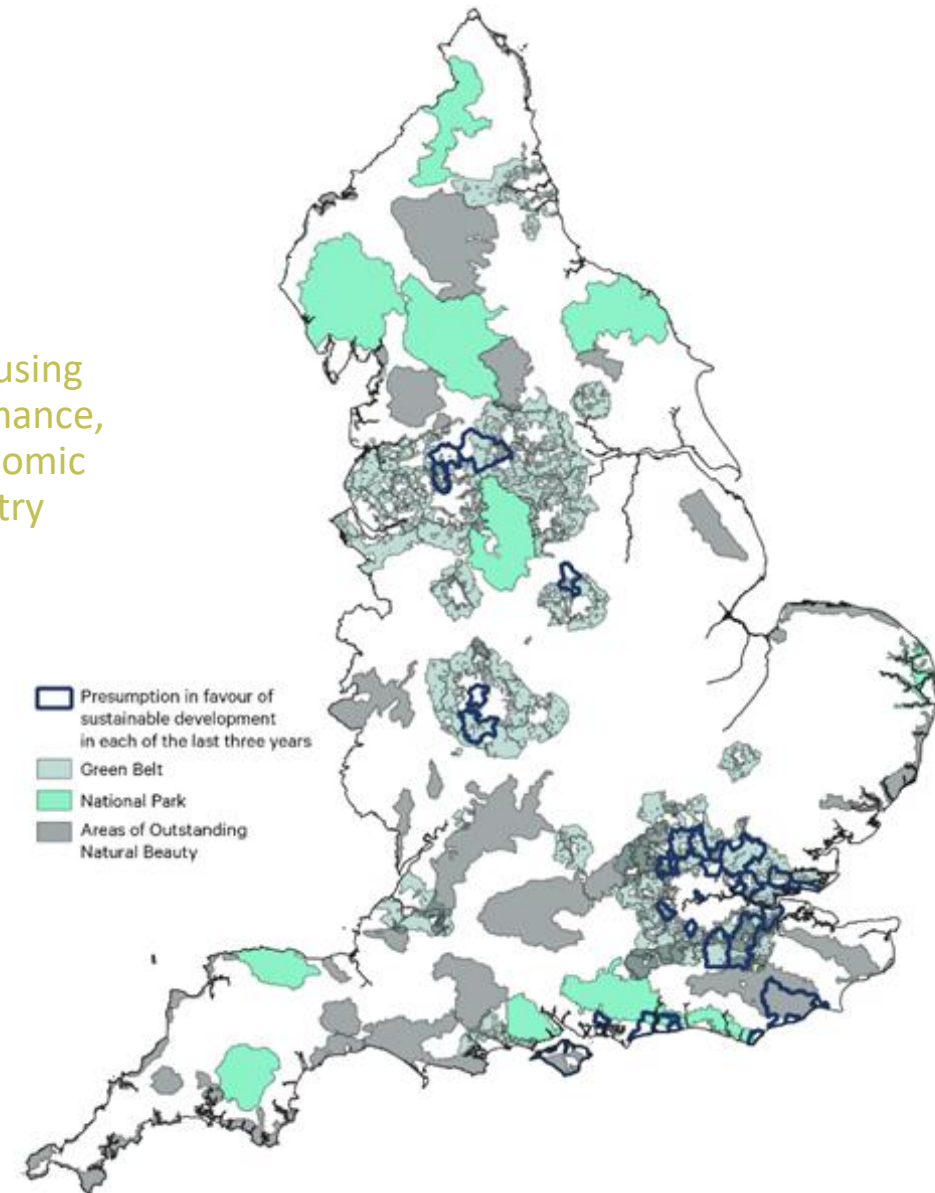 using
mance,
omic
try
Presumption in favour of
sustainable development
in each of the last three years
Green Belt
National Park
Areas of Outstanding
Natural Beauty